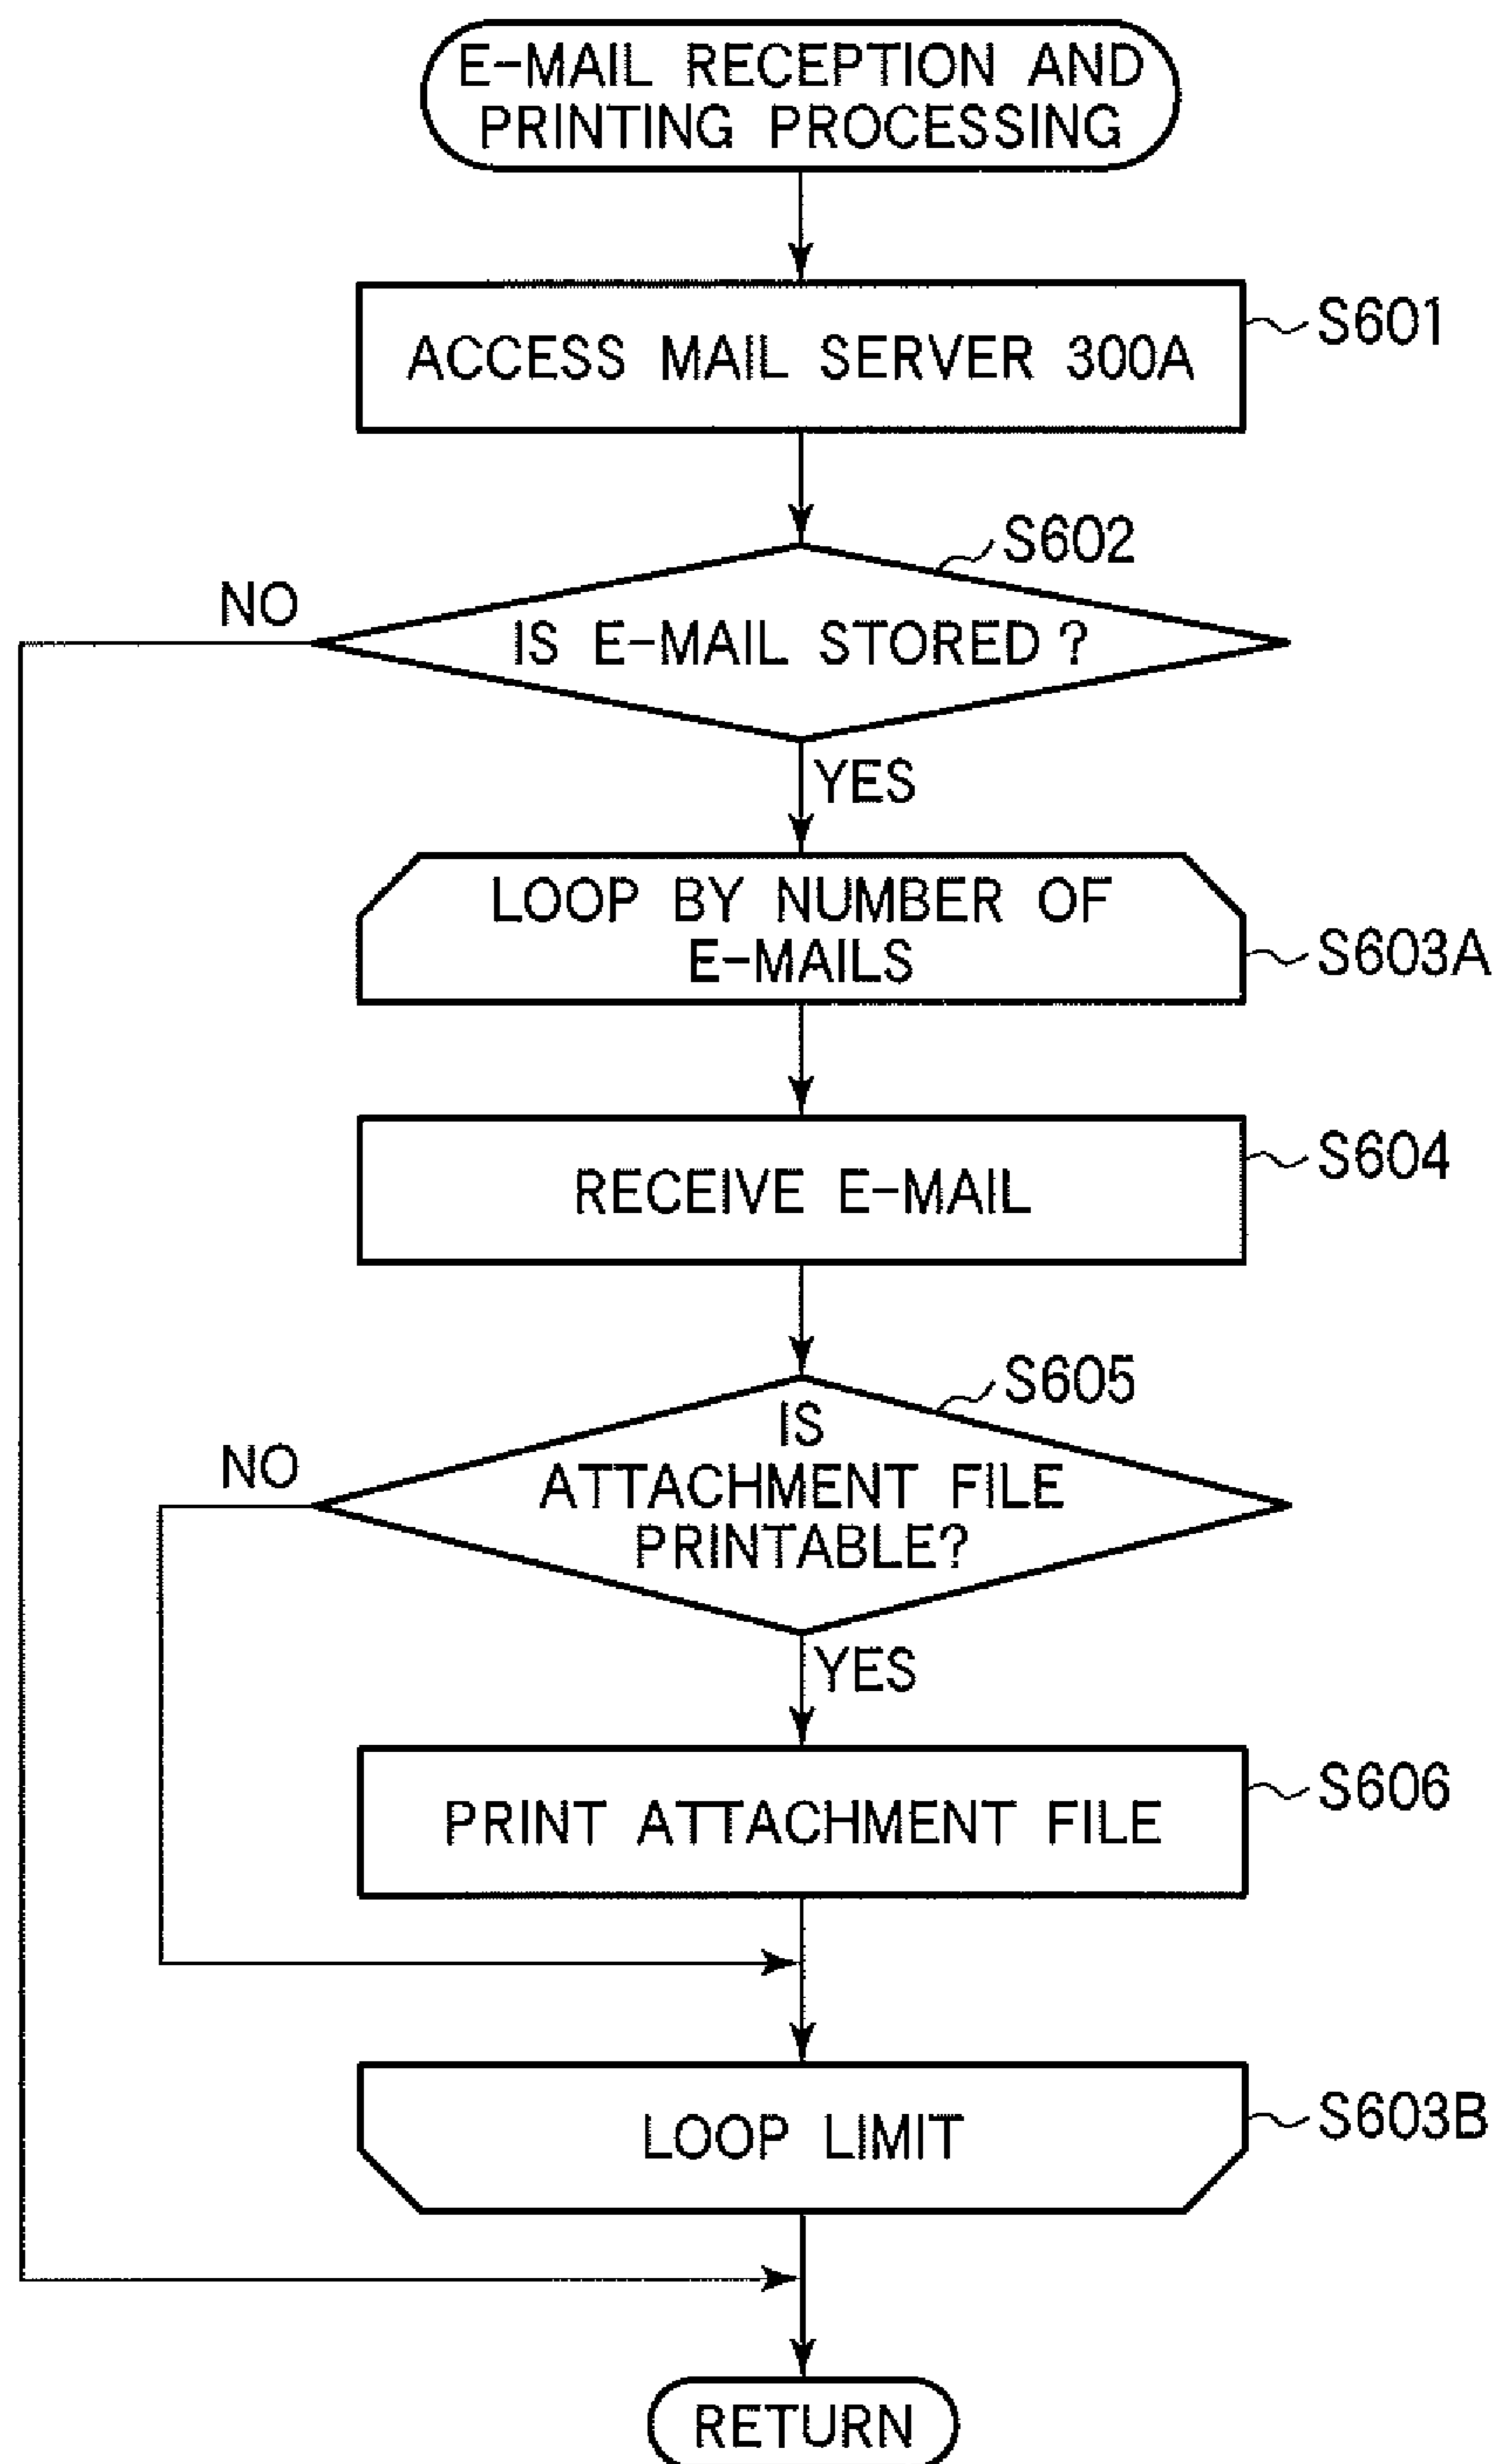 E-MAIL RECEPTION AND
PRINTING PROCESSING
ACCESS MAIL SERVER 300A
S601
S602
NO
IS E-MAIL STORED ?
YES
LOOP BY NUMBER OF
E-MAILS
S603A
RECEIVE E-MAIL
S604
S605
IS
NO
ATTACHMENT FILE
PRINTABLE?
YES
PRINT ATTACHMENT FILE
S606
LOOP LIMIT
S603B
RETURN